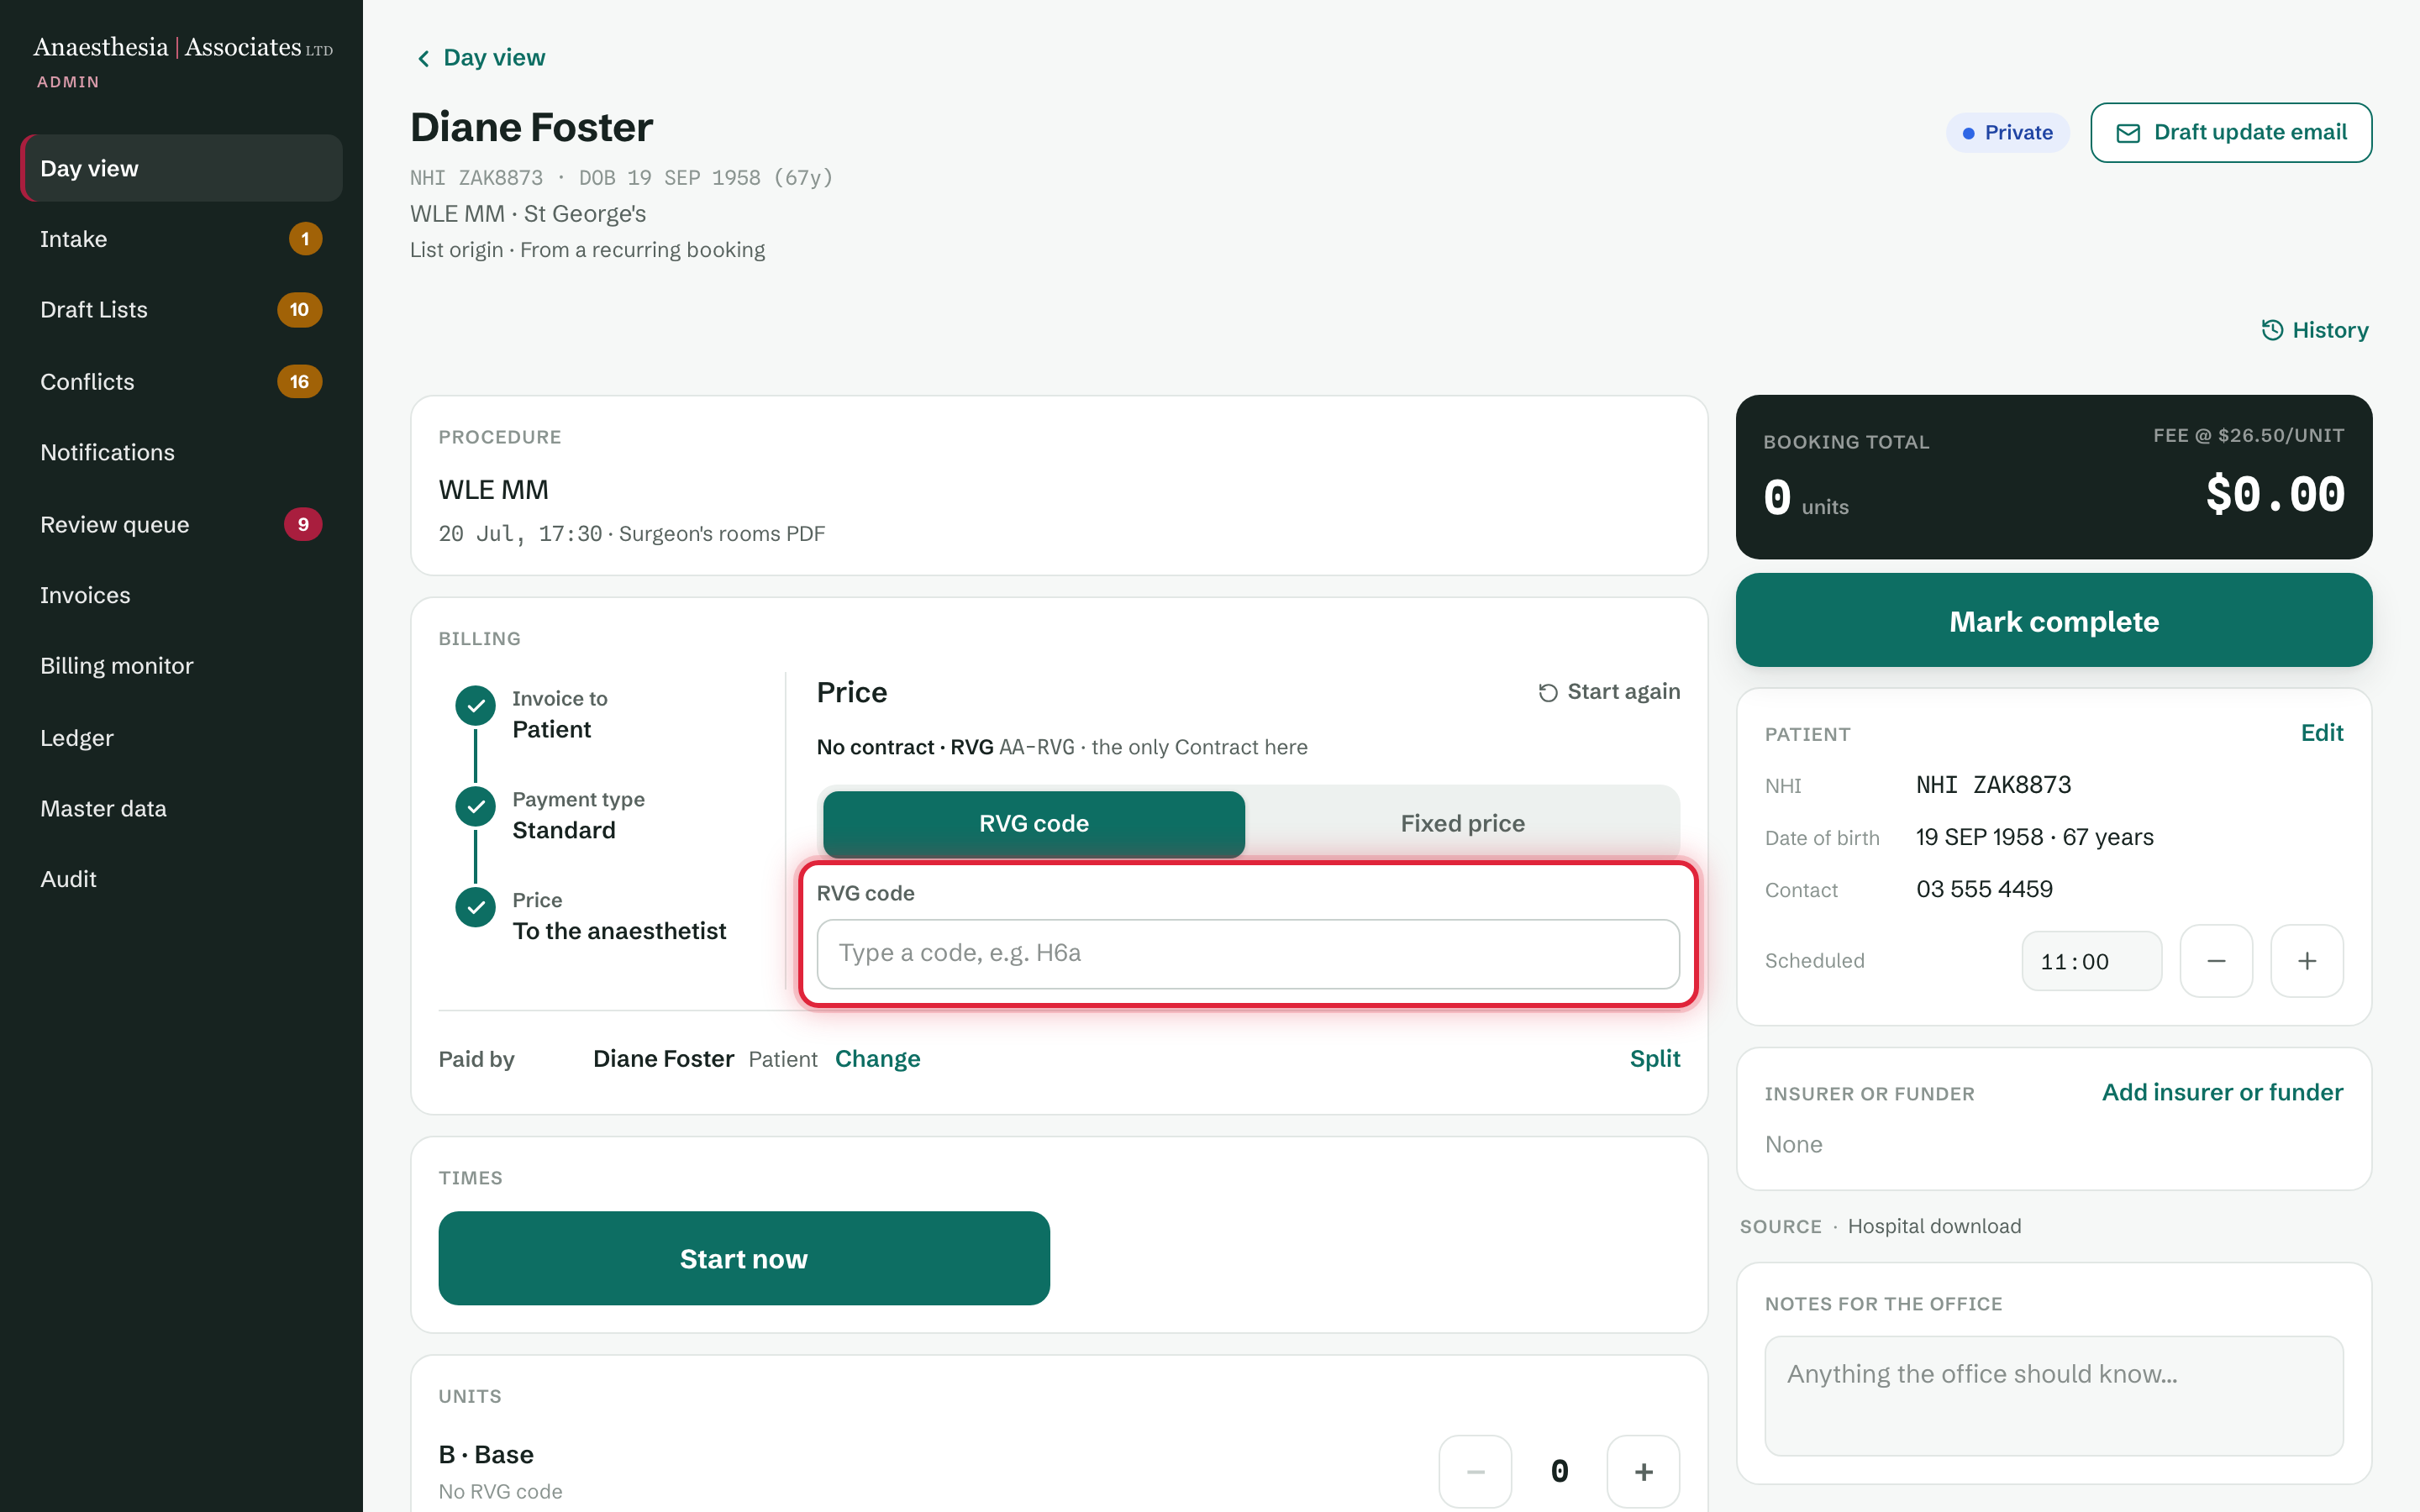 Anaesthesia | Associates LTD
ADMIN
Day view
Intake 1
Draft Lists 10
Conflicts 16
Notifications
Review queue 9
Invoices
Billing monitor
Ledger
Master data
Audit
Day view
Diane Foster
NHI ZAK8873 · DOB 19 SEP 1958 (67y)
WLE MM · St George's
List origin · From a recurring booking
Private
Draft update email
History
PROCEDURE
WLE MM
20 Jul, 17:30 · Surgeon's rooms PDF
BILLING
Invoice to
Patient
Payment type
Standard
Price
To the anaesthetist
Price
Start again
No contract · RVG AA-RVG · the only Contract here
RVG code
Fixed price
RVG code
Type a code, e.g. H6a
Paid by Diane Foster Patient Change Split
TIMES
Start now
UNITS
B · Base
No RVG code
− 0 +
BOOKING TOTAL
FEE @ $26.50/UNIT
0 units
$0.00
Mark complete
PATIENT
Edit
NHI NHI ZAK8873
Date of birth 19 SEP 1958 · 67 years
Contact 03 555 4459
Scheduled 11:00 − +
INSURER OR FUNDER
Add insurer or funder
None
SOURCE · Hospital download
NOTES FOR THE OFFICE
Anything the office should know...